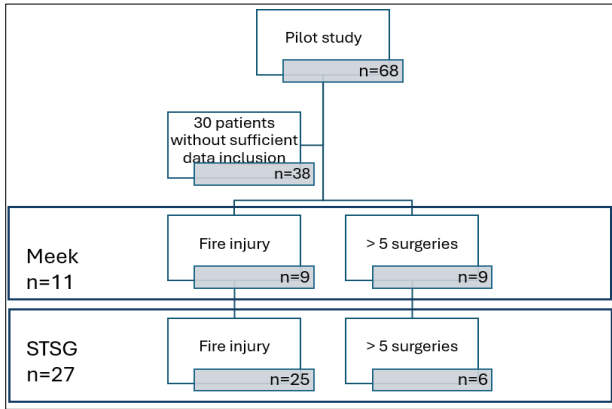 Pilot study
n=68
30 patients
without sufficient
data inclusion
n=38
Meek
n=11
Fire injury
n=9
> 5 surgeries
n=9
STSG
n=27
Fire injury
n=25
> 5 surgeries
n=6